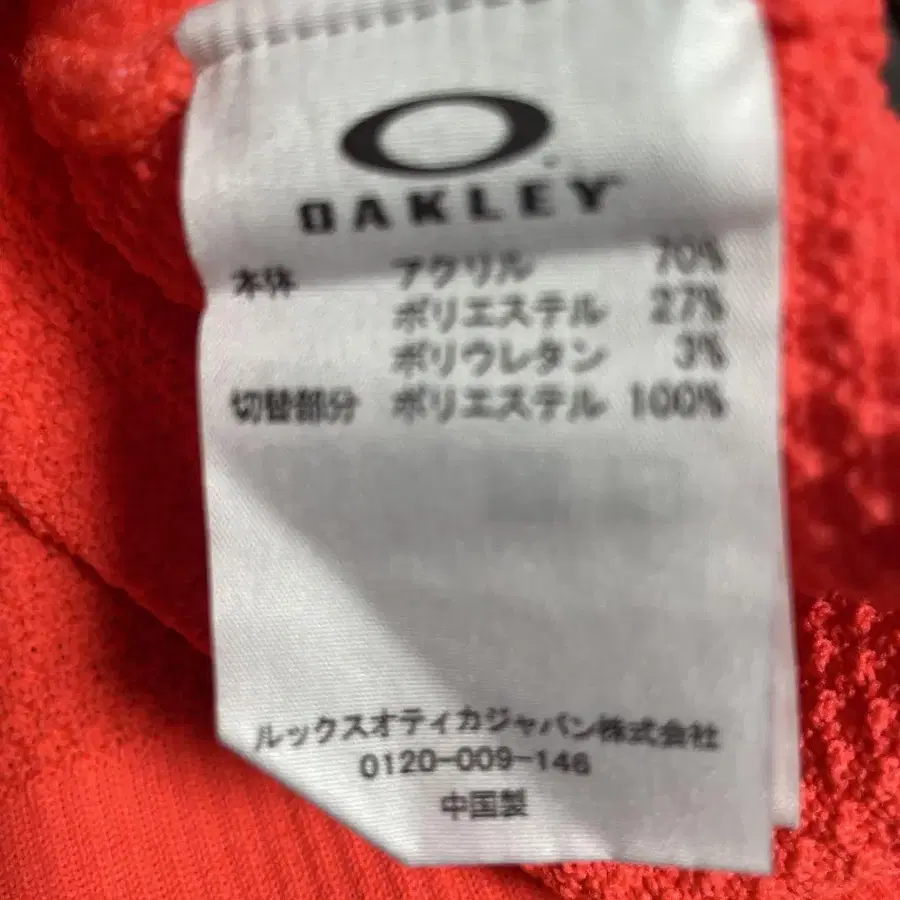 OAKLEY
本体 アクリル 70%
ポリエステル 27%
ポリウレタン 3%
切替部分 ポリエステル 100%
ルックスオティカジャパン株式会社
0120-009-146
中国製